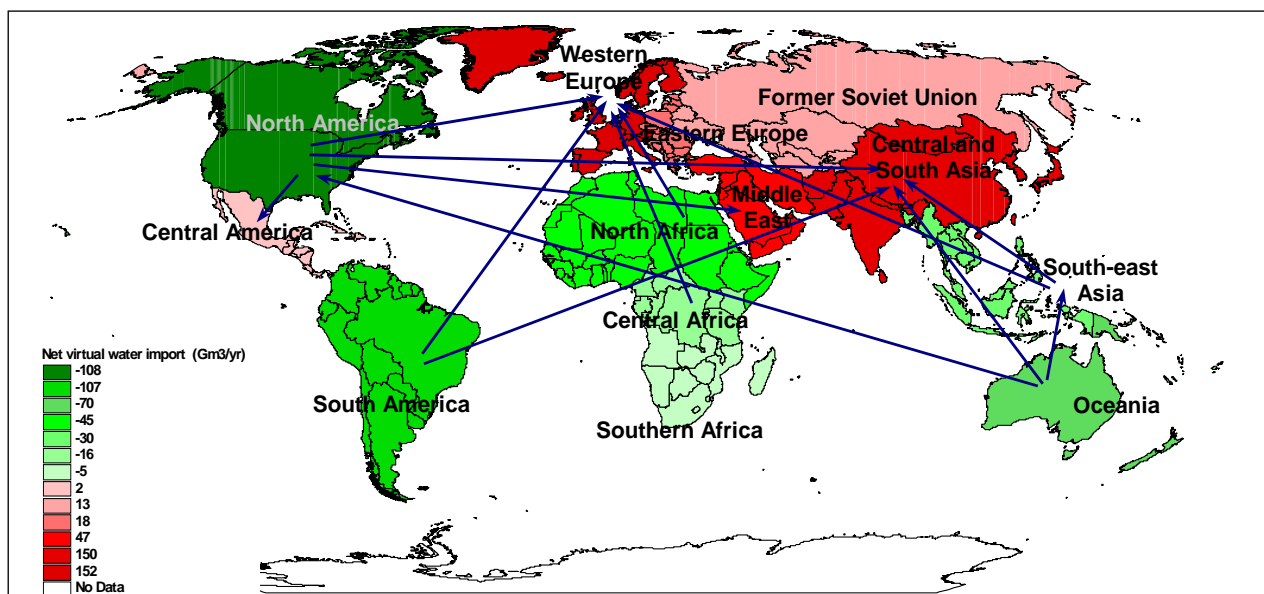 Western
Europe
Former Soviet Union
North America
Eastern Europe
Central and
South Asia
Middle
East
Central America
North Africa
South-east
Asia
Central Africa
South America
Oceania
Southern Africa
Net virtual water import (Gm3/yr)
-108
-107
-70
-45
-30
-16
-5
2
13
18
47
150
152
No Data